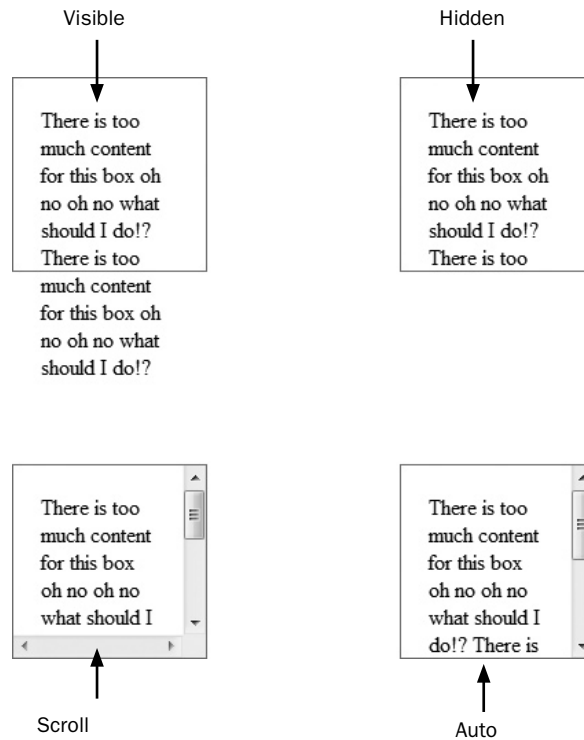 Visible
There is too
much content
for this box oh
no oh no what
should I do!?
There is too
much content
for this box oh
no oh no what
should I do!?
Hidden
There is too
much content
for this box oh
no oh no what
should I do!?
There is too
There is too
much content
for this box
oh no oh no
what should I
Scroll
There is too
much content
for this box
oh no oh no
what should I
do!? There is
Auto